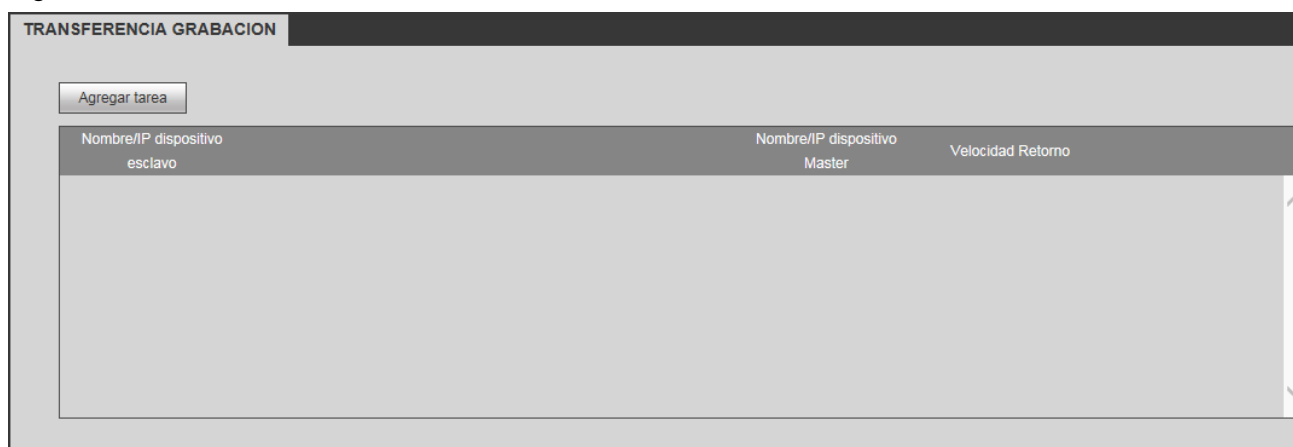 TRANSFERENCIA GRABACION
Agregar tarea
Nombre/IP dispositivo
esclavo
Nombre/IP dispositivo
Master
Velocidad Retorno